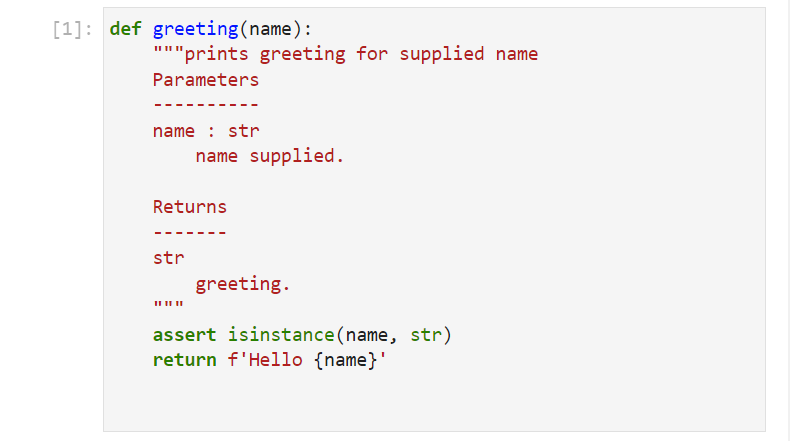 [1]: def greeting(name):
    """prints greeting for supplied name
    Parameters
    ----------
    name : str
        name supplied.

    Returns
    -------
    str
        greeting.
    """
    assert isinstance(name, str)
    return f'Hello {name}'